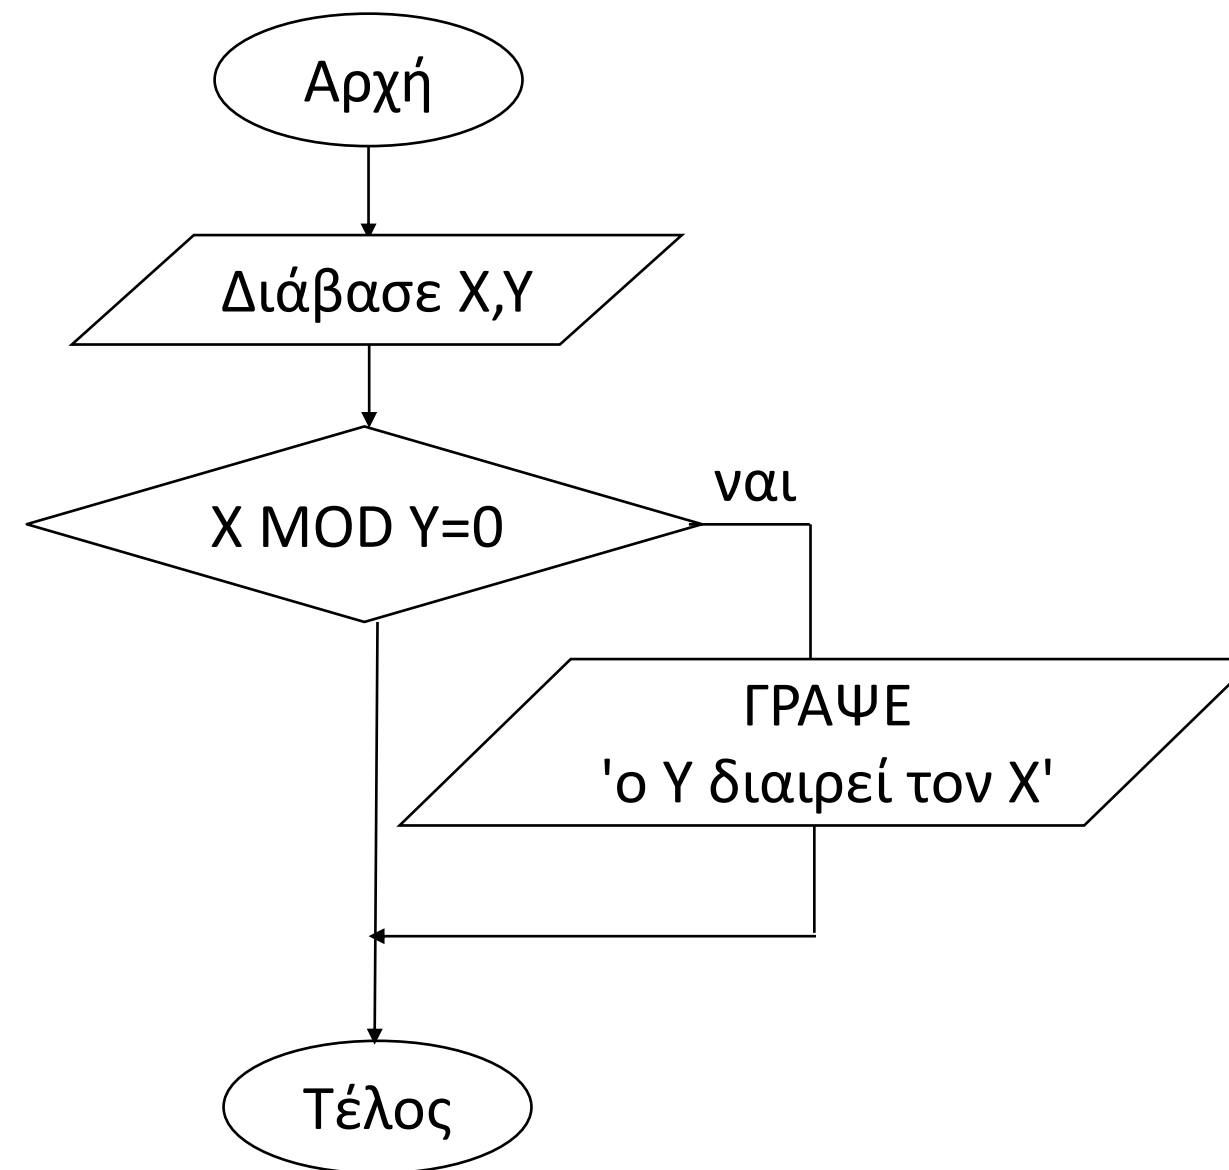 Αρχή
Διάβασε Χ,Υ
Χ MOD Υ=0
ναι
ΓΡΑΨΕ
'ο Υ διαιρεί τον Χ'
Τέλος